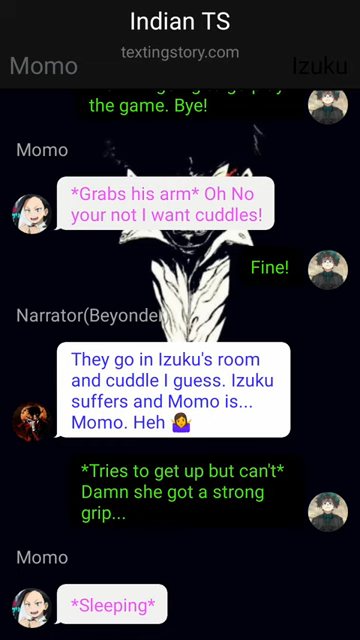 Indian TS
textingstory.com
Momo
Izuku
the game. Bye!
Momo
*Grabs his arm* Oh No
your not I want cuddles!
Fine!
Narrator(Beyonder
They go in Izuku's room
and cuddle I guess. Izuku
suffers and Momo is...
Momo. Heh 🤷‍♀️
*Tries to get up but can't*
Damn she got a strong
grip...
Momo
*Sleeping*